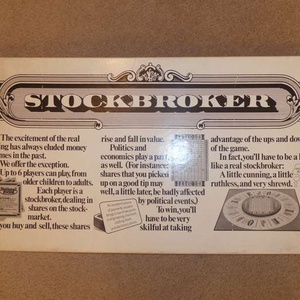 STOCKBROKER
The excitement of the real
ing has always eluded money
mes in the past.
We offer the exception.
Up to 6 players can play, from
older children to adults.
Each player is a
stockbroker, dealing in
shares on the stock-
market.
you buy and sell, these shares
rise and fall in value.
Politics and
economics play a part
as well. (For instance,
shares that you picked
up on a good tip may
well, a little later, be badly affected
by political events.)
To win, you'll
have to be very
skilful at taking
advantage of the ups and dow
of the game.
In fact, you'll have to be a l
like a real stockbroker:
A little cunning, a little
ruthless, and very shrewd.